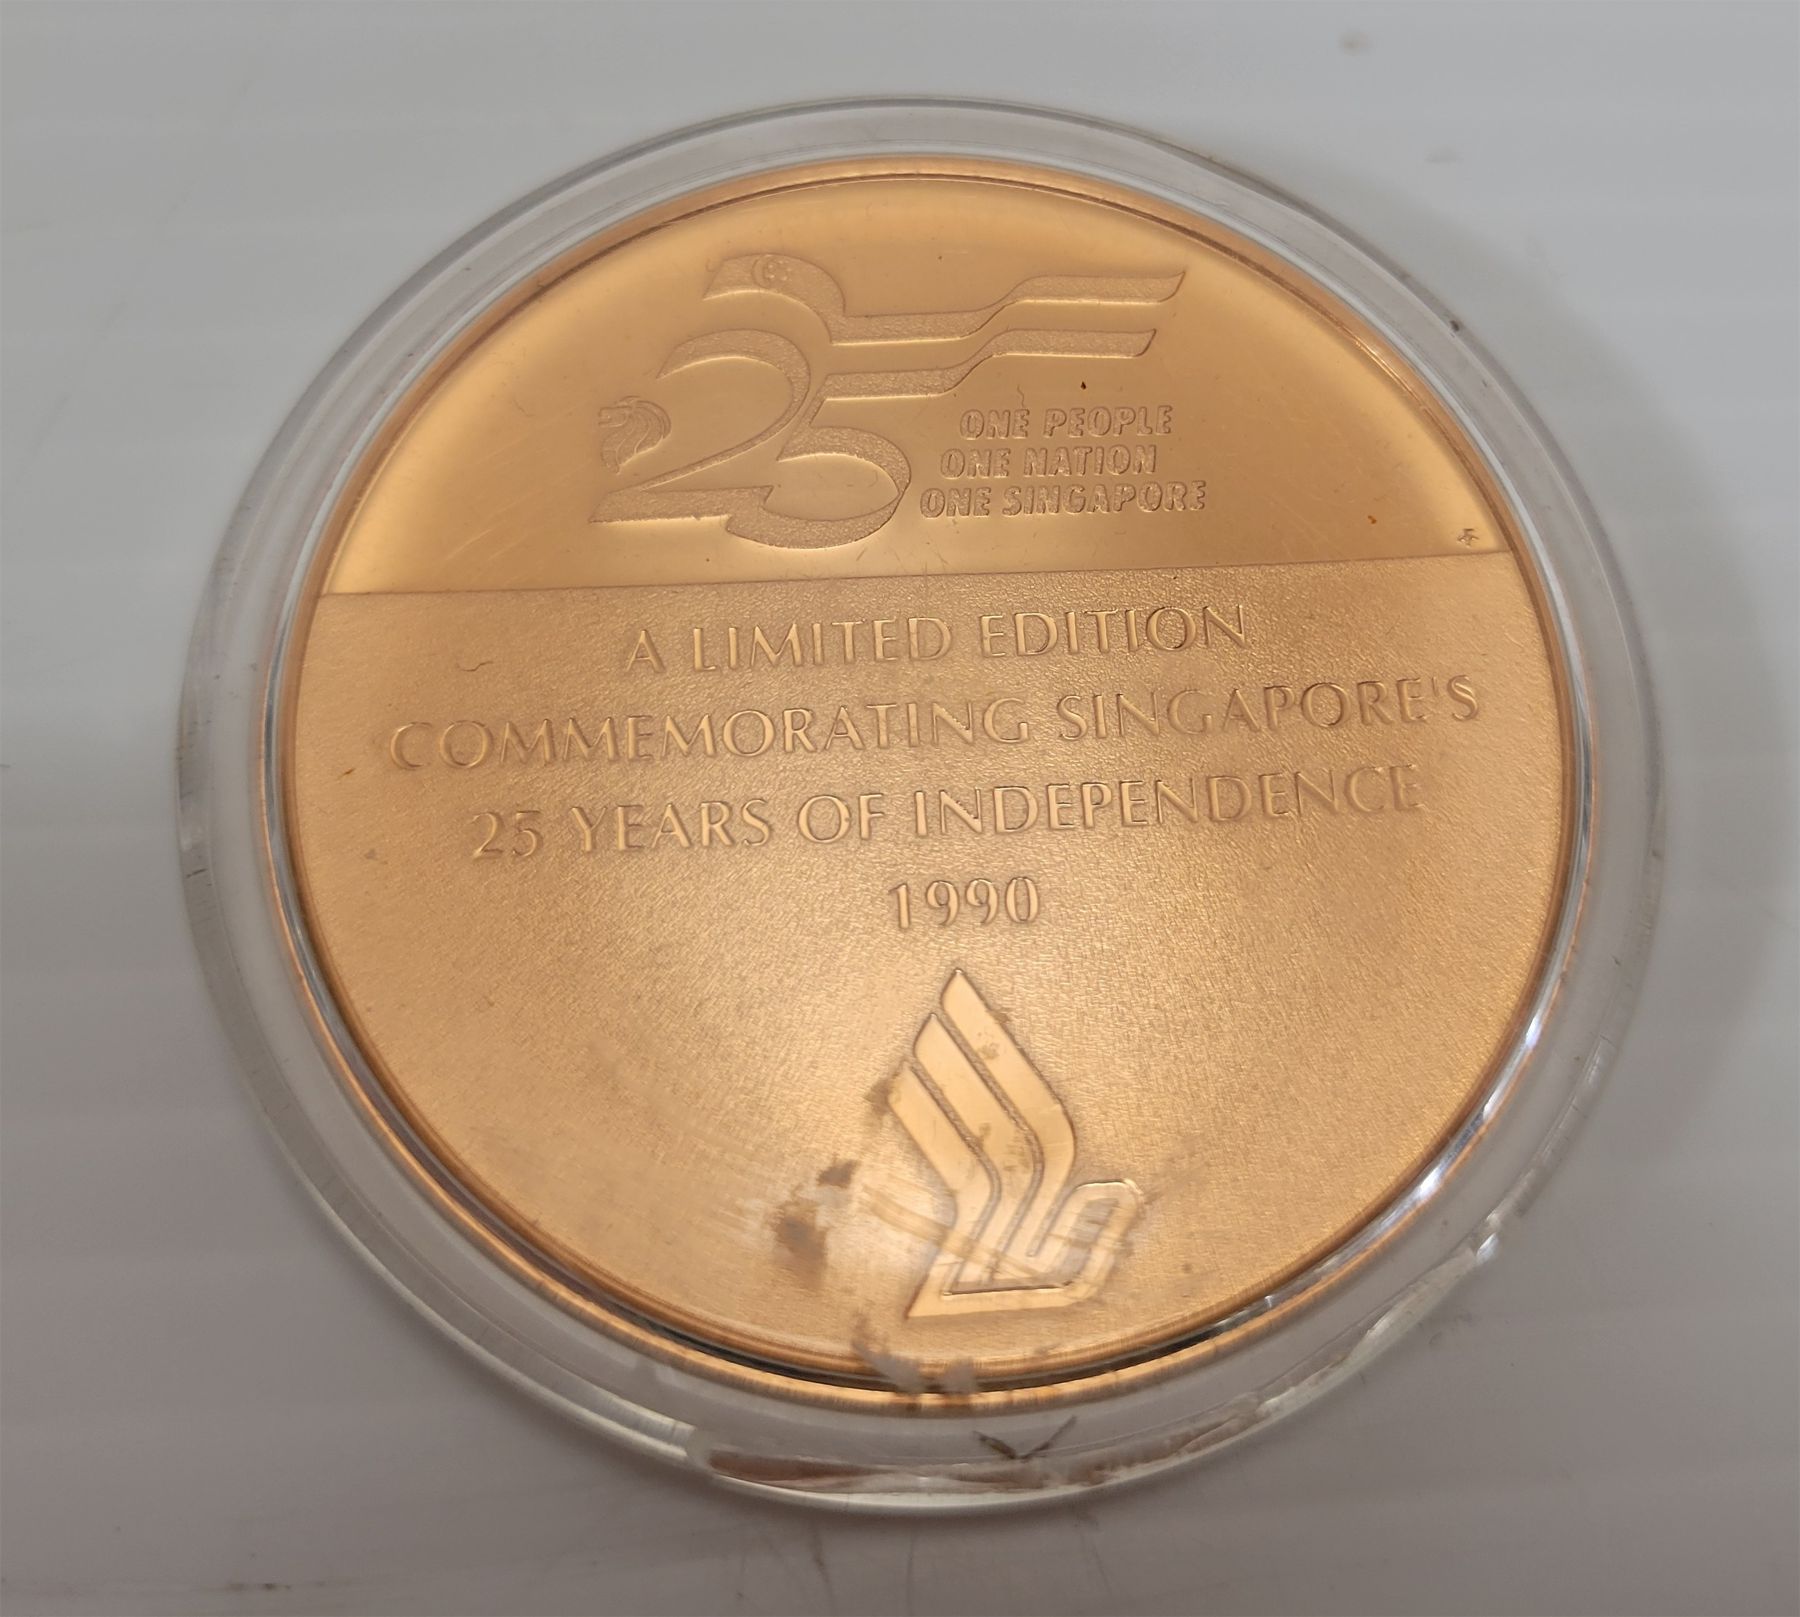 25
ONE PEOPLE
ONE NATION
ONE SINGAPORE
A LIMITED EDITION
COMMEMORATING SINGAPORE'S
25 YEARS OF INDEPENDENCE
1990